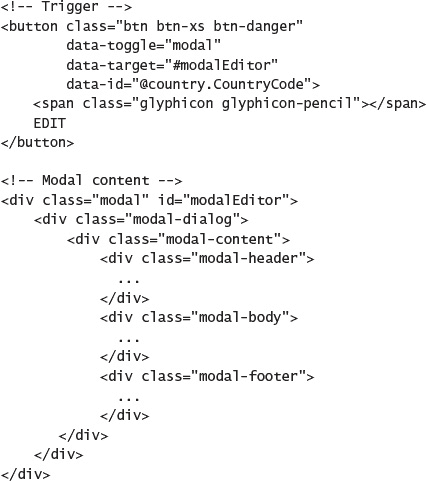 <!-- Trigger -->
<button class="btn btn-xs btn-danger"
        data-toggle="modal"
        data-target="#modalEditor"
        data-id="@country.CountryCode">
    <span class="glyphicon glyphicon-pencil"></span>
    EDIT
</button>

<!-- Modal content -->
<div class="modal" id="modalEditor">
    <div class="modal-dialog">
        <div class="modal-content">
            <div class="modal-header">
              ...
            </div>
            <div class="modal-body">
              ...
            </div>
            <div class="modal-footer">
              ...
            </div>
       </div>
    </div>
</div>